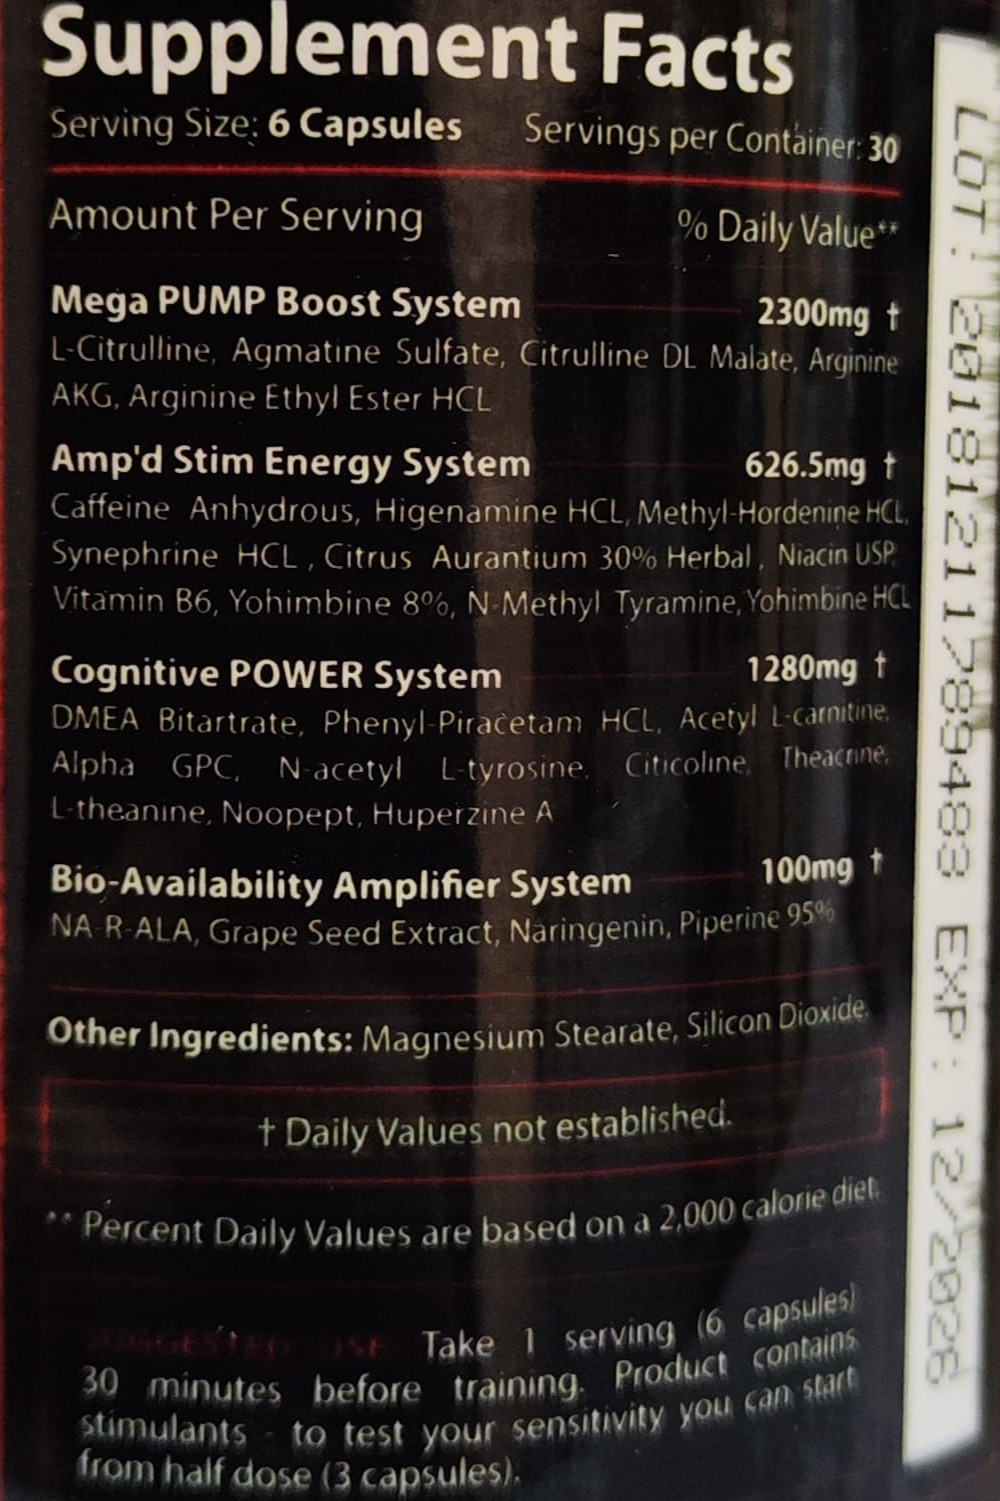 Supplement Facts
Serving Size: 6 Capsules Servings per Container: 30
Amount Per Serving % Daily Value**
Mega PUMP Boost System 2300mg †
L-Citrulline, Agmatine Sulfate, Citrulline DL Malate, Arginine
AKG, Arginine Ethyl Ester HCL
Amp'd Stim Energy System 626.5mg †
Caffeine Anhydrous, Higenamine HCL, Methyl-Hordenine HCL,
Synephrine HCL , Citrus Aurantium 30% Herbal , Niacin USP,
Vitamin B6, Yohimbine 8%, N-Methyl Tyramine, Yohimbine HCL
Cognitive POWER System 1280mg †
DMEA Bitartrate, Phenyl-Piracetam HCL, Acetyl L-carnitine,
Alpha GPC, N-acetyl L-tyrosine, Citicoline, Theacrine,
L-theanine, Noopept, Huperzine A
Bio-Availability Amplifier System 100mg †
NA-R-ALA, Grape Seed Extract, Naringenin, Piperine 95%
Other Ingredients: Magnesium Stearate, Silicon Dioxide.
† Daily Values not established.
** Percent Daily Values are based on a 2,000 calorie diet.
SUGGESTED USE Take 1 serving (6 capsules)
30 minutes before training. Product contains
stimulants - to test your sensitivity you can start
from half dose (3 capsules).
LOT: 20181211789488 EXP: 12/2026